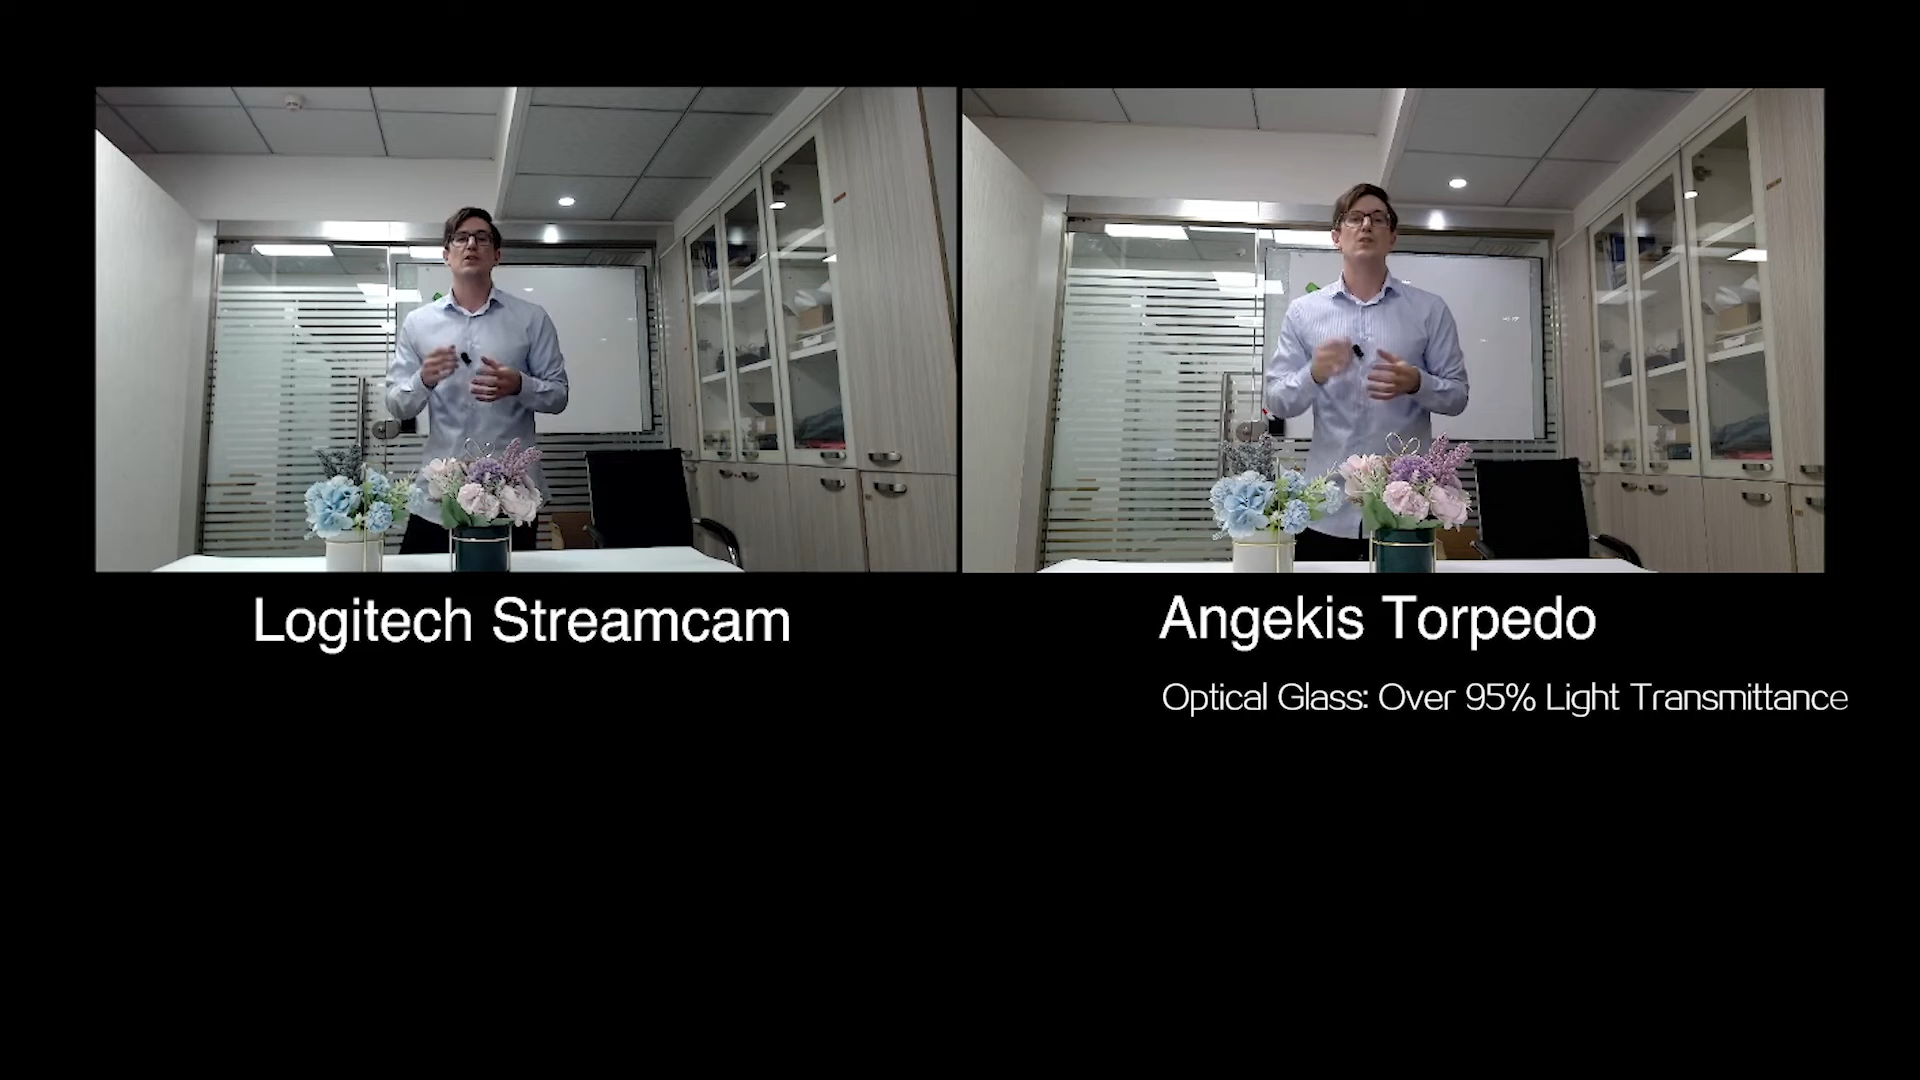 Logitech Streamcam
Angekis Torpedo
Optical Glass: Over 95% Light Transmittance